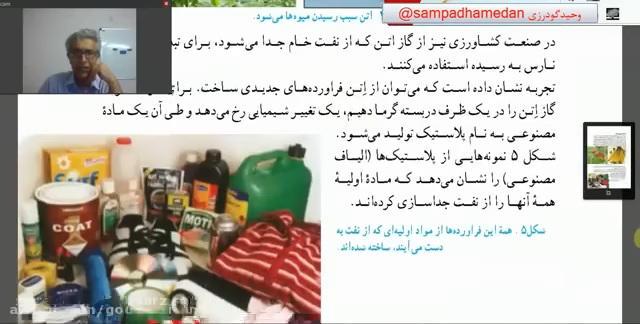 وحیدگودرزی @sampadhamedan
اتن سبب رسیدن میوه‌ها می‌شود.
در صنعت کشاورزی نیز از گاز اتن که از نفت خام جدا می‌شود، برای
نارس به رسیده استفاده می‌کنند.
تجربه نشان داده است که می‌توان از اِتن فراورده‌های جدیدی ساخت.
گاز اِتن را در یک ظرف دربسته گرما دهیم، یک تغییر شیمیایی رخ می‌دهد و طی آن یک مادهٔ
مصنوعی به نام پلاستیک تولید می‌شود.
شکل ۵ نمونه‌هایی از پلاستیک‌ها (الیاف
مصنوعی) را نشان می‌دهد که مادهٔ اولیهٔ
همهٔ آنها را از نفت جداسازی کرده‌اند.
شکل۵ـ همهٔ این فراورده‌ها از مواد اولیه‌ای که از نفت به
دست می‌آیند، ساخته شده‌اند.
Surf
COAT
MOTOR